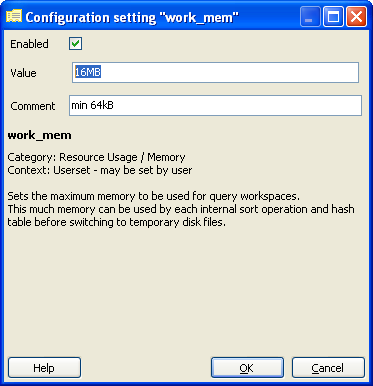 Configuration setting "work_mem"
Enabled
Value 16MB
Comment min 64kB
work_mem
Category: Resource Usage / Memory
Context: Userset - may be set by user
Sets the maximum memory to be used for query workspaces.
This much memory can be used by each internal sort operation and hash
table before switching to temporary disk files.
Help OK Cancel